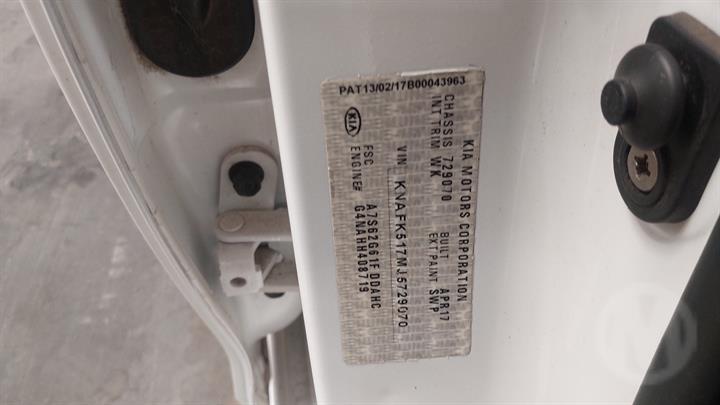 PAT13/02/17B00043963
KIA MOTORS CORPORATION
CHASSIS 729070 BUILT APR17
INT TRIM WK EXT PAINT SWP
VIN KNAFK517MJ5729070
FSC A7S62G61F DDAHC
ENGINE# G4NAHH408719
KIA